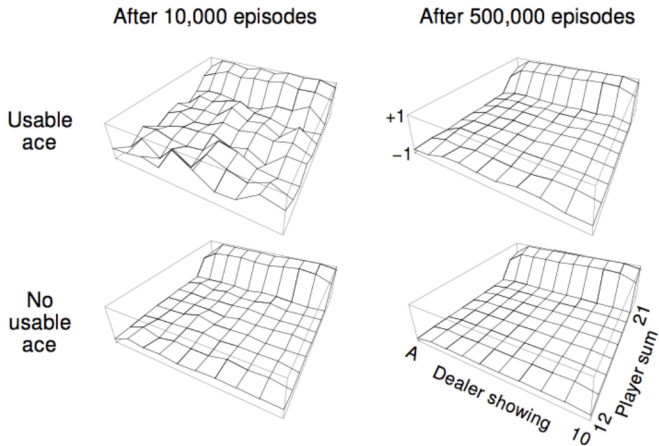 After 10,000 episodes
After 500,000 episodes
Usable
ace
+1
−1
No
usable
ace
A
Dealer showing
10
12
Player sum
21